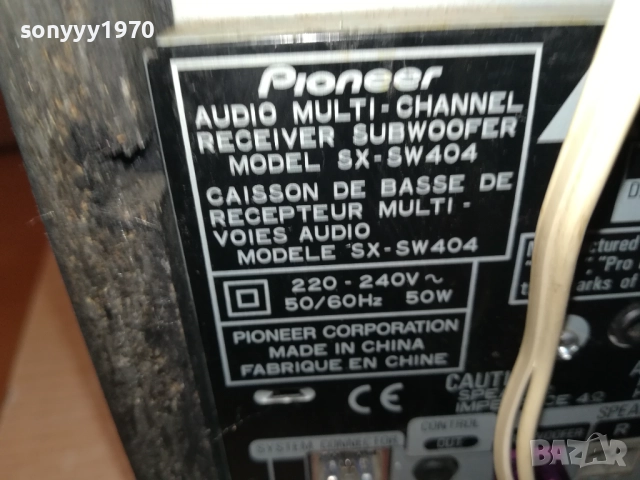 sonyyy1970
Pioneer
AUDIO MULTI-CHANNEL
RECEIVER SUBWOOFER
MODEL SX-SW404
CAISSON DE BASSE DE
RECEPTEUR MULTI-
VOIES AUDIO
MODELE SX-SW404
220 - 240V ~
50/60Hz 50W
PIONEER CORPORATION
MADE IN CHINA
FABRIQUE EN CHINE
CE
"Pro
CONTROL
OUT
SYSTEM CONNECTOR
R
BAZAR